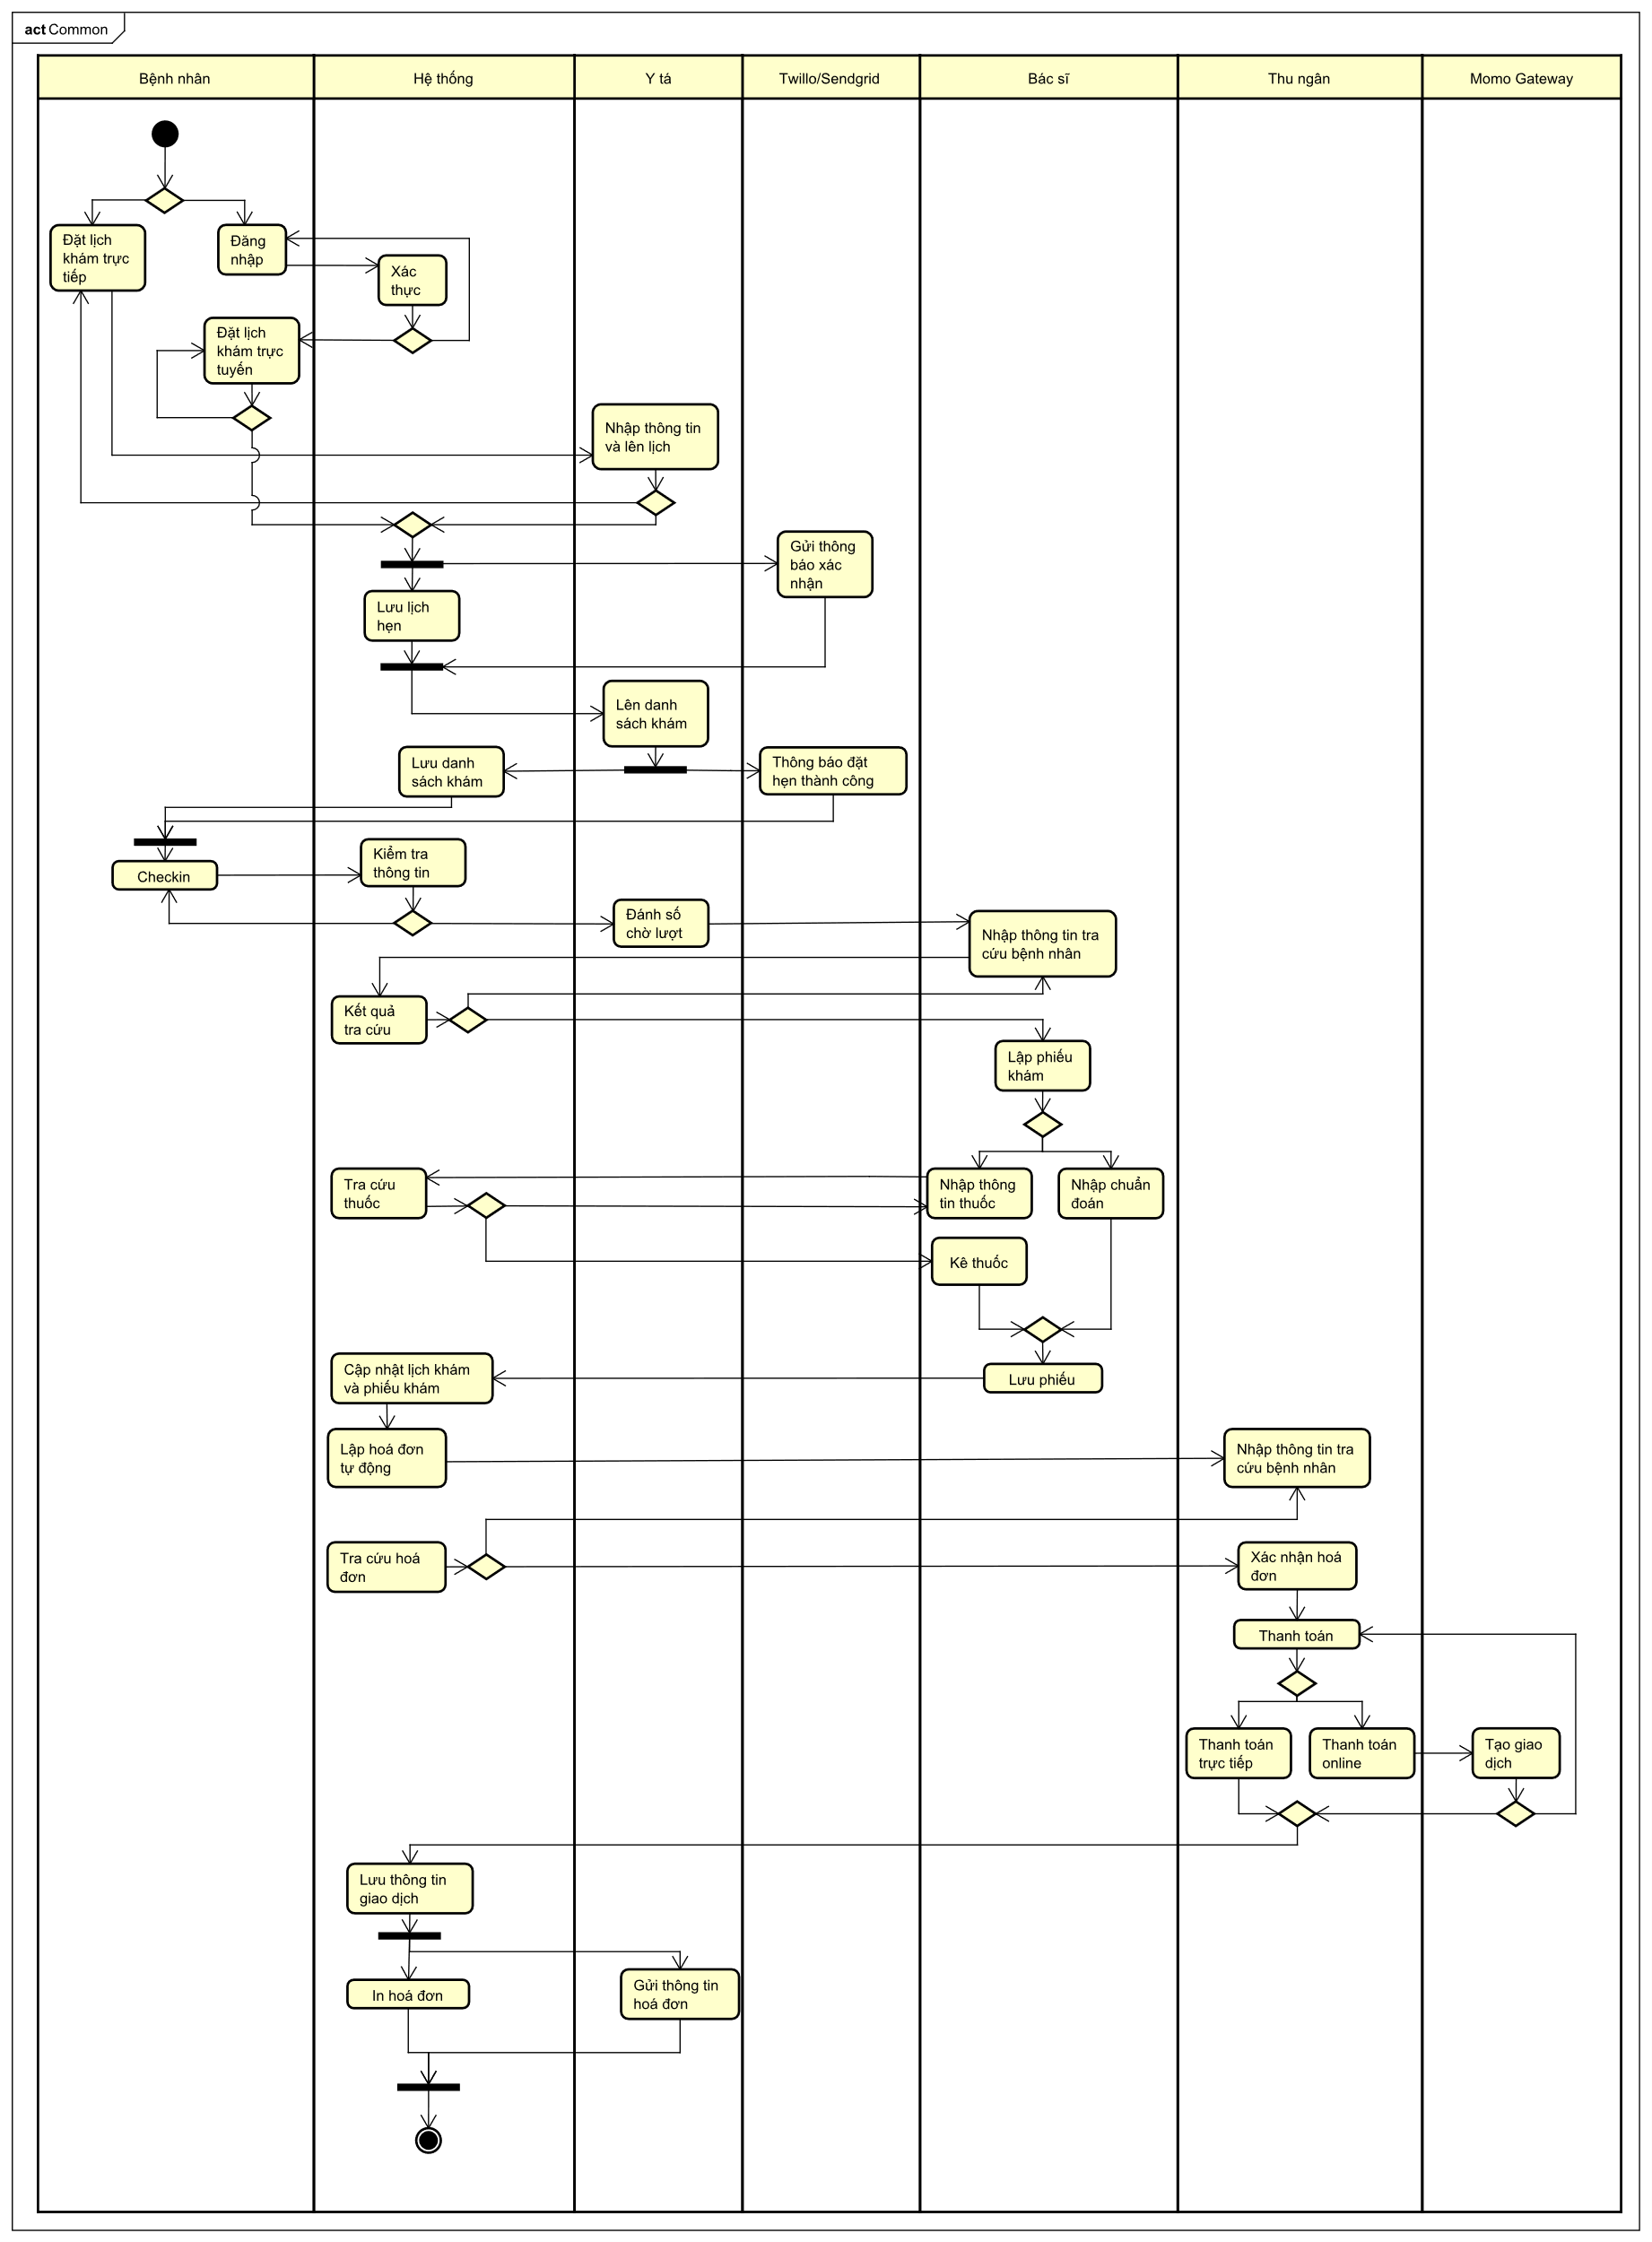 act Common
Bệnh nhân
Hệ thống
Y tá
Twillo/Sendgrid
Bác sĩ
Thu ngân
Momo Gateway
Đặt lịch
khám trực
tiếp
Đăng
nhập
Xác
thực
Đặt lịch
khám trực
tuyến
Nhập thông tin
và lên lịch
Gửi thông
báo xác
nhận
Lưu lịch
hẹn
Lên danh
sách khám
Lưu danh
sách khám
Thông báo đặt
hẹn thành công
Checkin
Kiểm tra
thông tin
Đánh số
chờ lượt
Nhập thông tin tra
cứu bệnh nhân
Kết quả
tra cứu
Lập phiếu
khám
Tra cứu
thuốc
Nhập thông
tin thuốc
Nhập chuẩn
đoán
Kê thuốc
Cập nhật lịch khám
và phiếu khám
Lưu phiếu
Lập hoá đơn
tự động
Nhập thông tin tra
cứu bệnh nhân
Tra cứu hoá
đơn
Xác nhận hoá
đơn
Thanh toán
Thanh toán
trực tiếp
Thanh toán
online
Tạo giao
dịch
Lưu thông tin
giao dịch
In hoá đơn
Gửi thông tin
hoá đơn